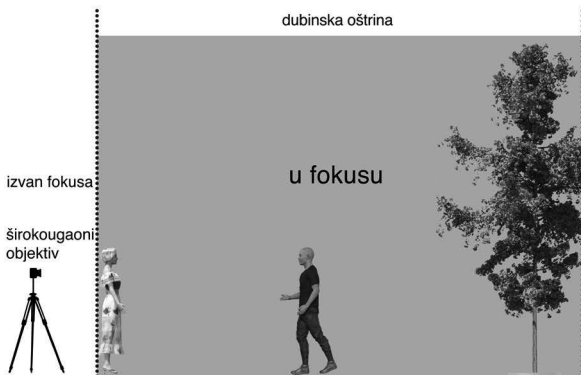 dubinska oštrina
u fokusu
izvan fokusa
širokougaoni
objektiv